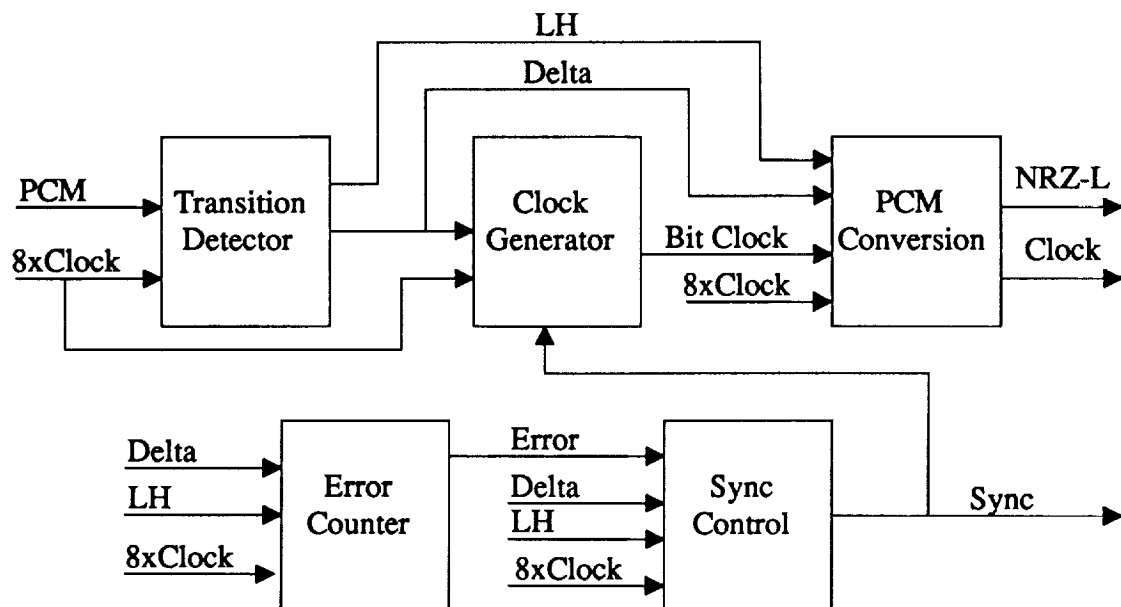 LH
Delta
PCM
8xClock
Transition
Detector
Clock
Generator
Bit Clock
8xClock
PCM
Conversion
NRZ-L
Clock
Delta
LH
8xClock
Error
Counter
Error
Delta
LH
8xClock
Sync
Control
Sync